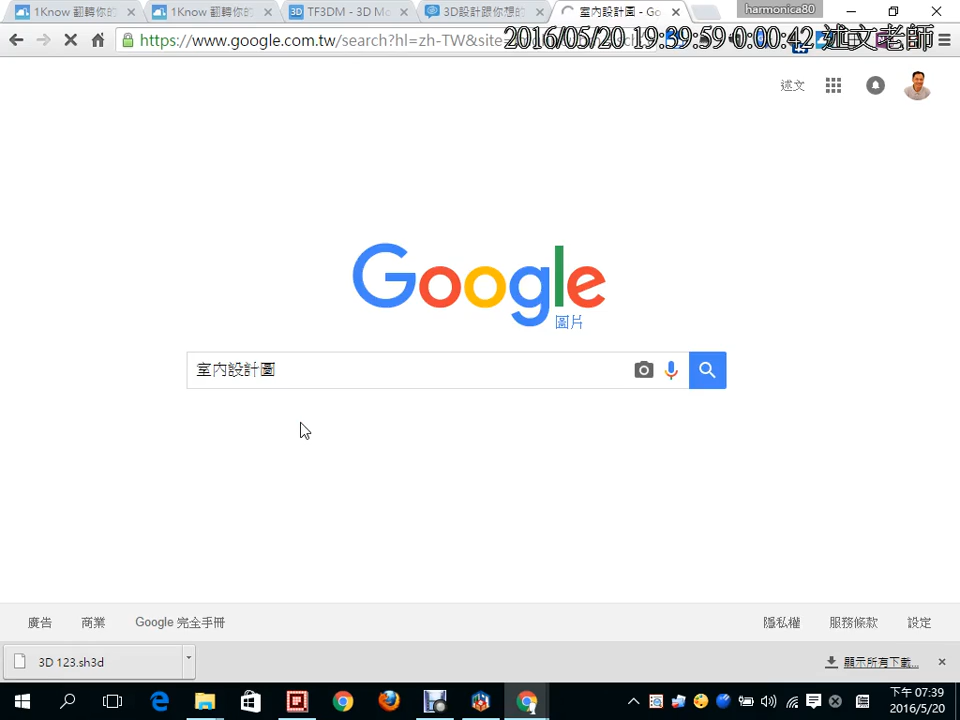 1Know 翻轉你的
1Know 翻轉你的
TF3DM - 3D Mo
3D設計跟你想的
室內設計圖 - Go
harmonica80
https://www.google.com.tw/search?hl=zh-TW&site=
2016/05/20 19:39:59 0:00:42 述文老師
述文
Google
圖片
室內設計圖
廣告
商業
Google 完全手冊
隱私權
服務條款
設定
3D 123.sh3d
顯示所有下載...
下午 07:39
2016/5/20